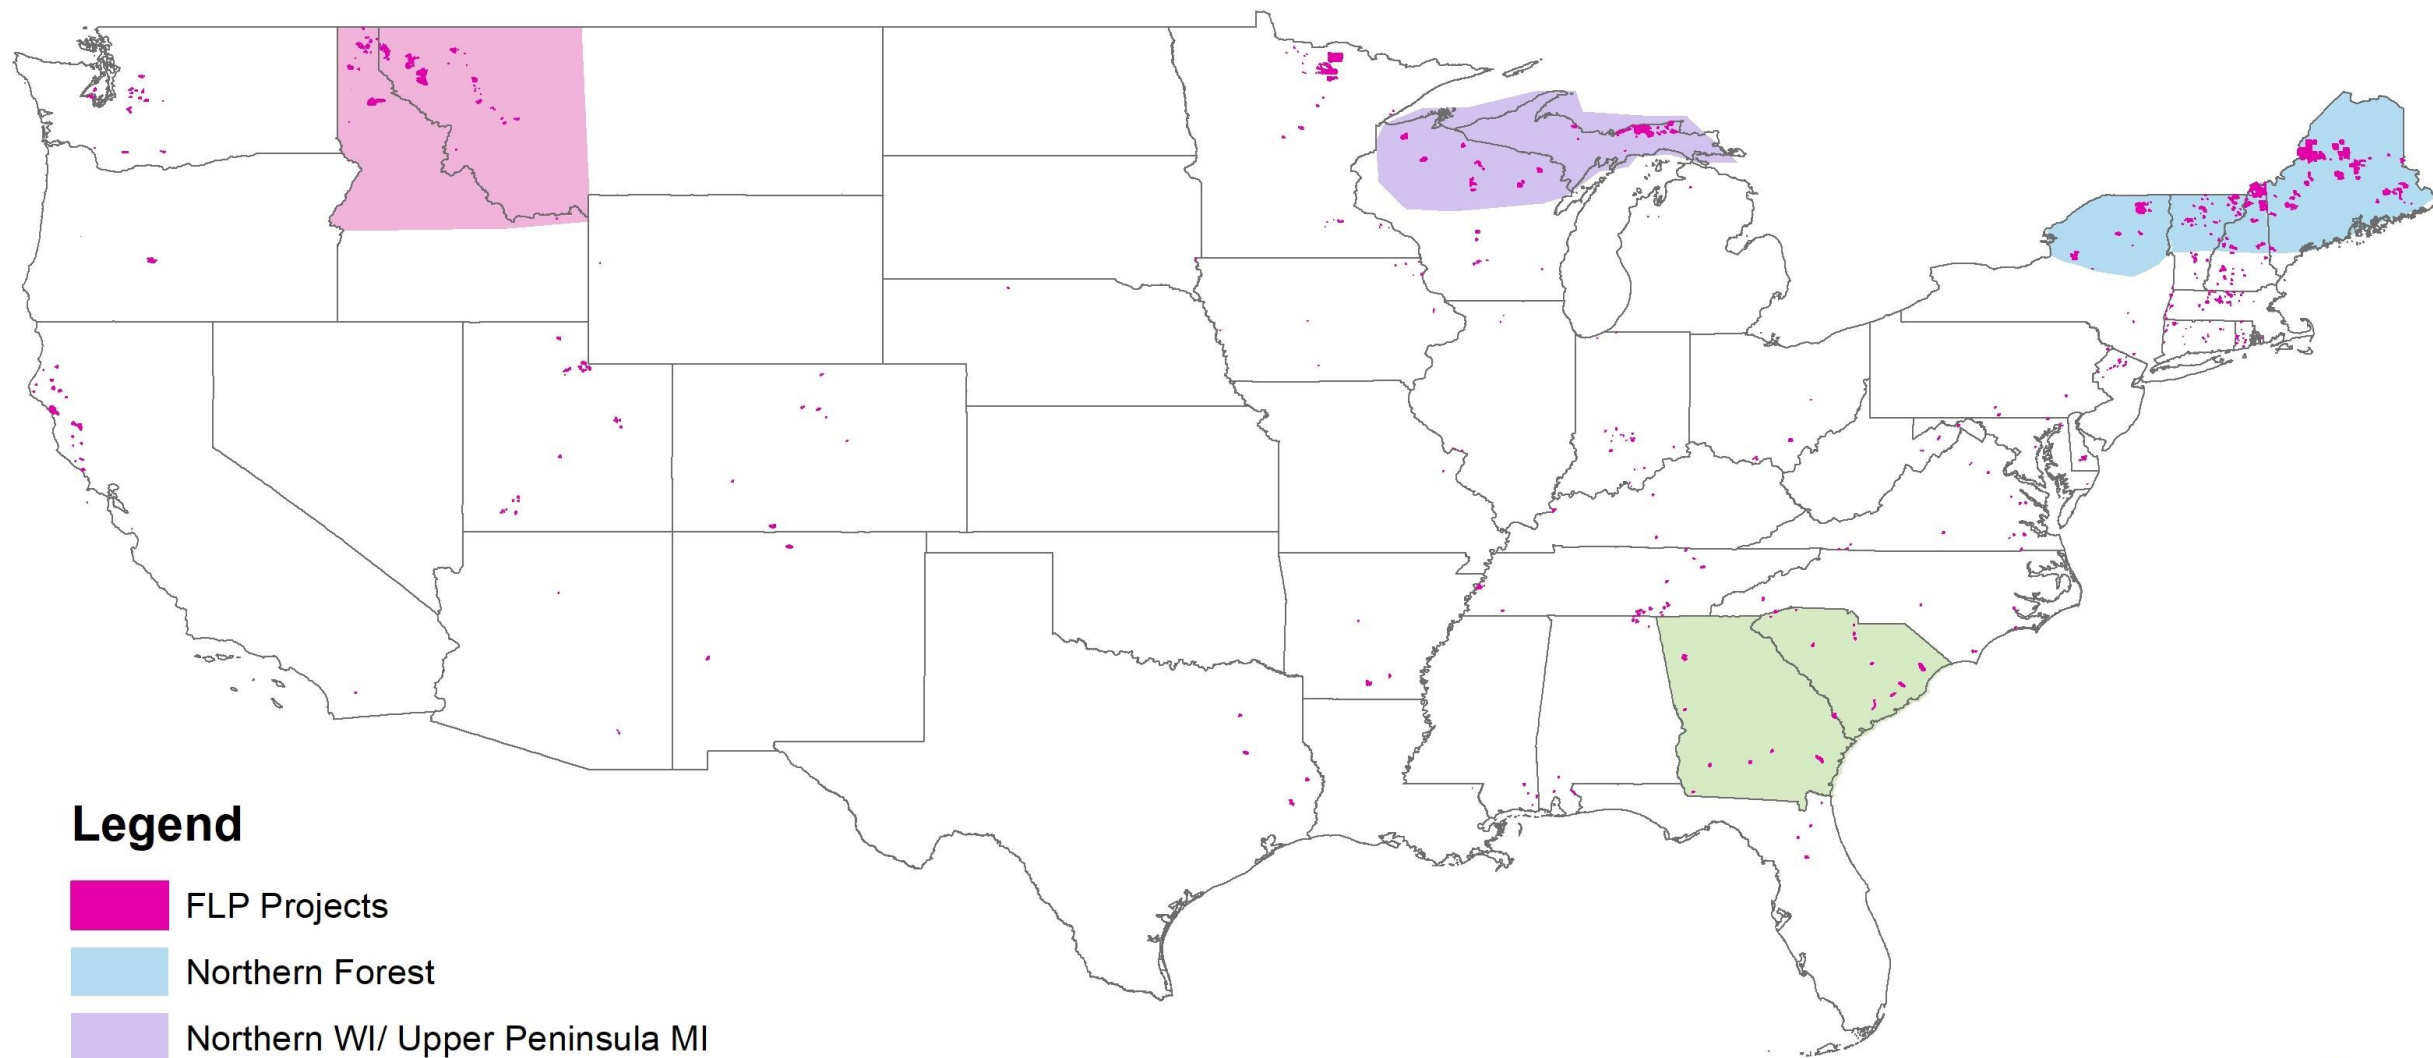 Legend
FLP Projects
Northern Forest
Northern WI/ Upper Peninsula MI